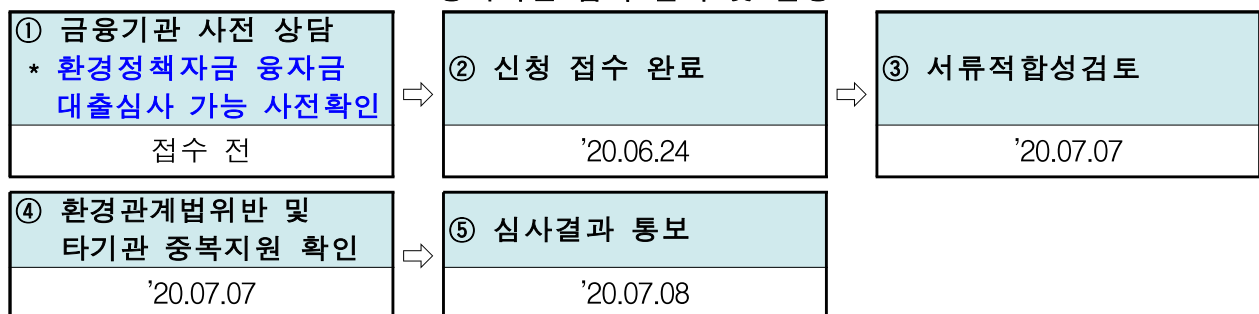 ① 금융기관 사전 상담
* 환경정책자금 융자금
대출심사 가능 사전확인
⇨
② 신청 접수 완료
⇨
③ 서류적합성검토
접수 전
'20.06.24
'20.07.07
④ 환경관계법위반 및
타기관 중복지원 확인
⇨
⑤ 심사결과 통보
'20.07.07
'20.07.08